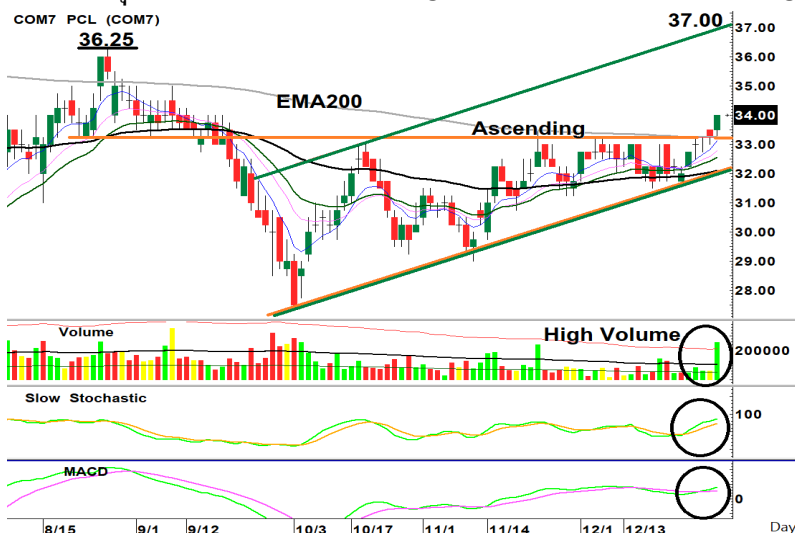 COM7 PCL (COM7)
36.25
37.00
37.00
36.00
35.00
EMA200
34.00
Ascending
33.00
32.00
31.00
30.00
29.00
28.00
Volume
High Volume
200000
Slow Stochastic
100
MACD
0
8/15 9/1 9/12 10/3 10/17 11/1 11/14 12/1 12/13 Day